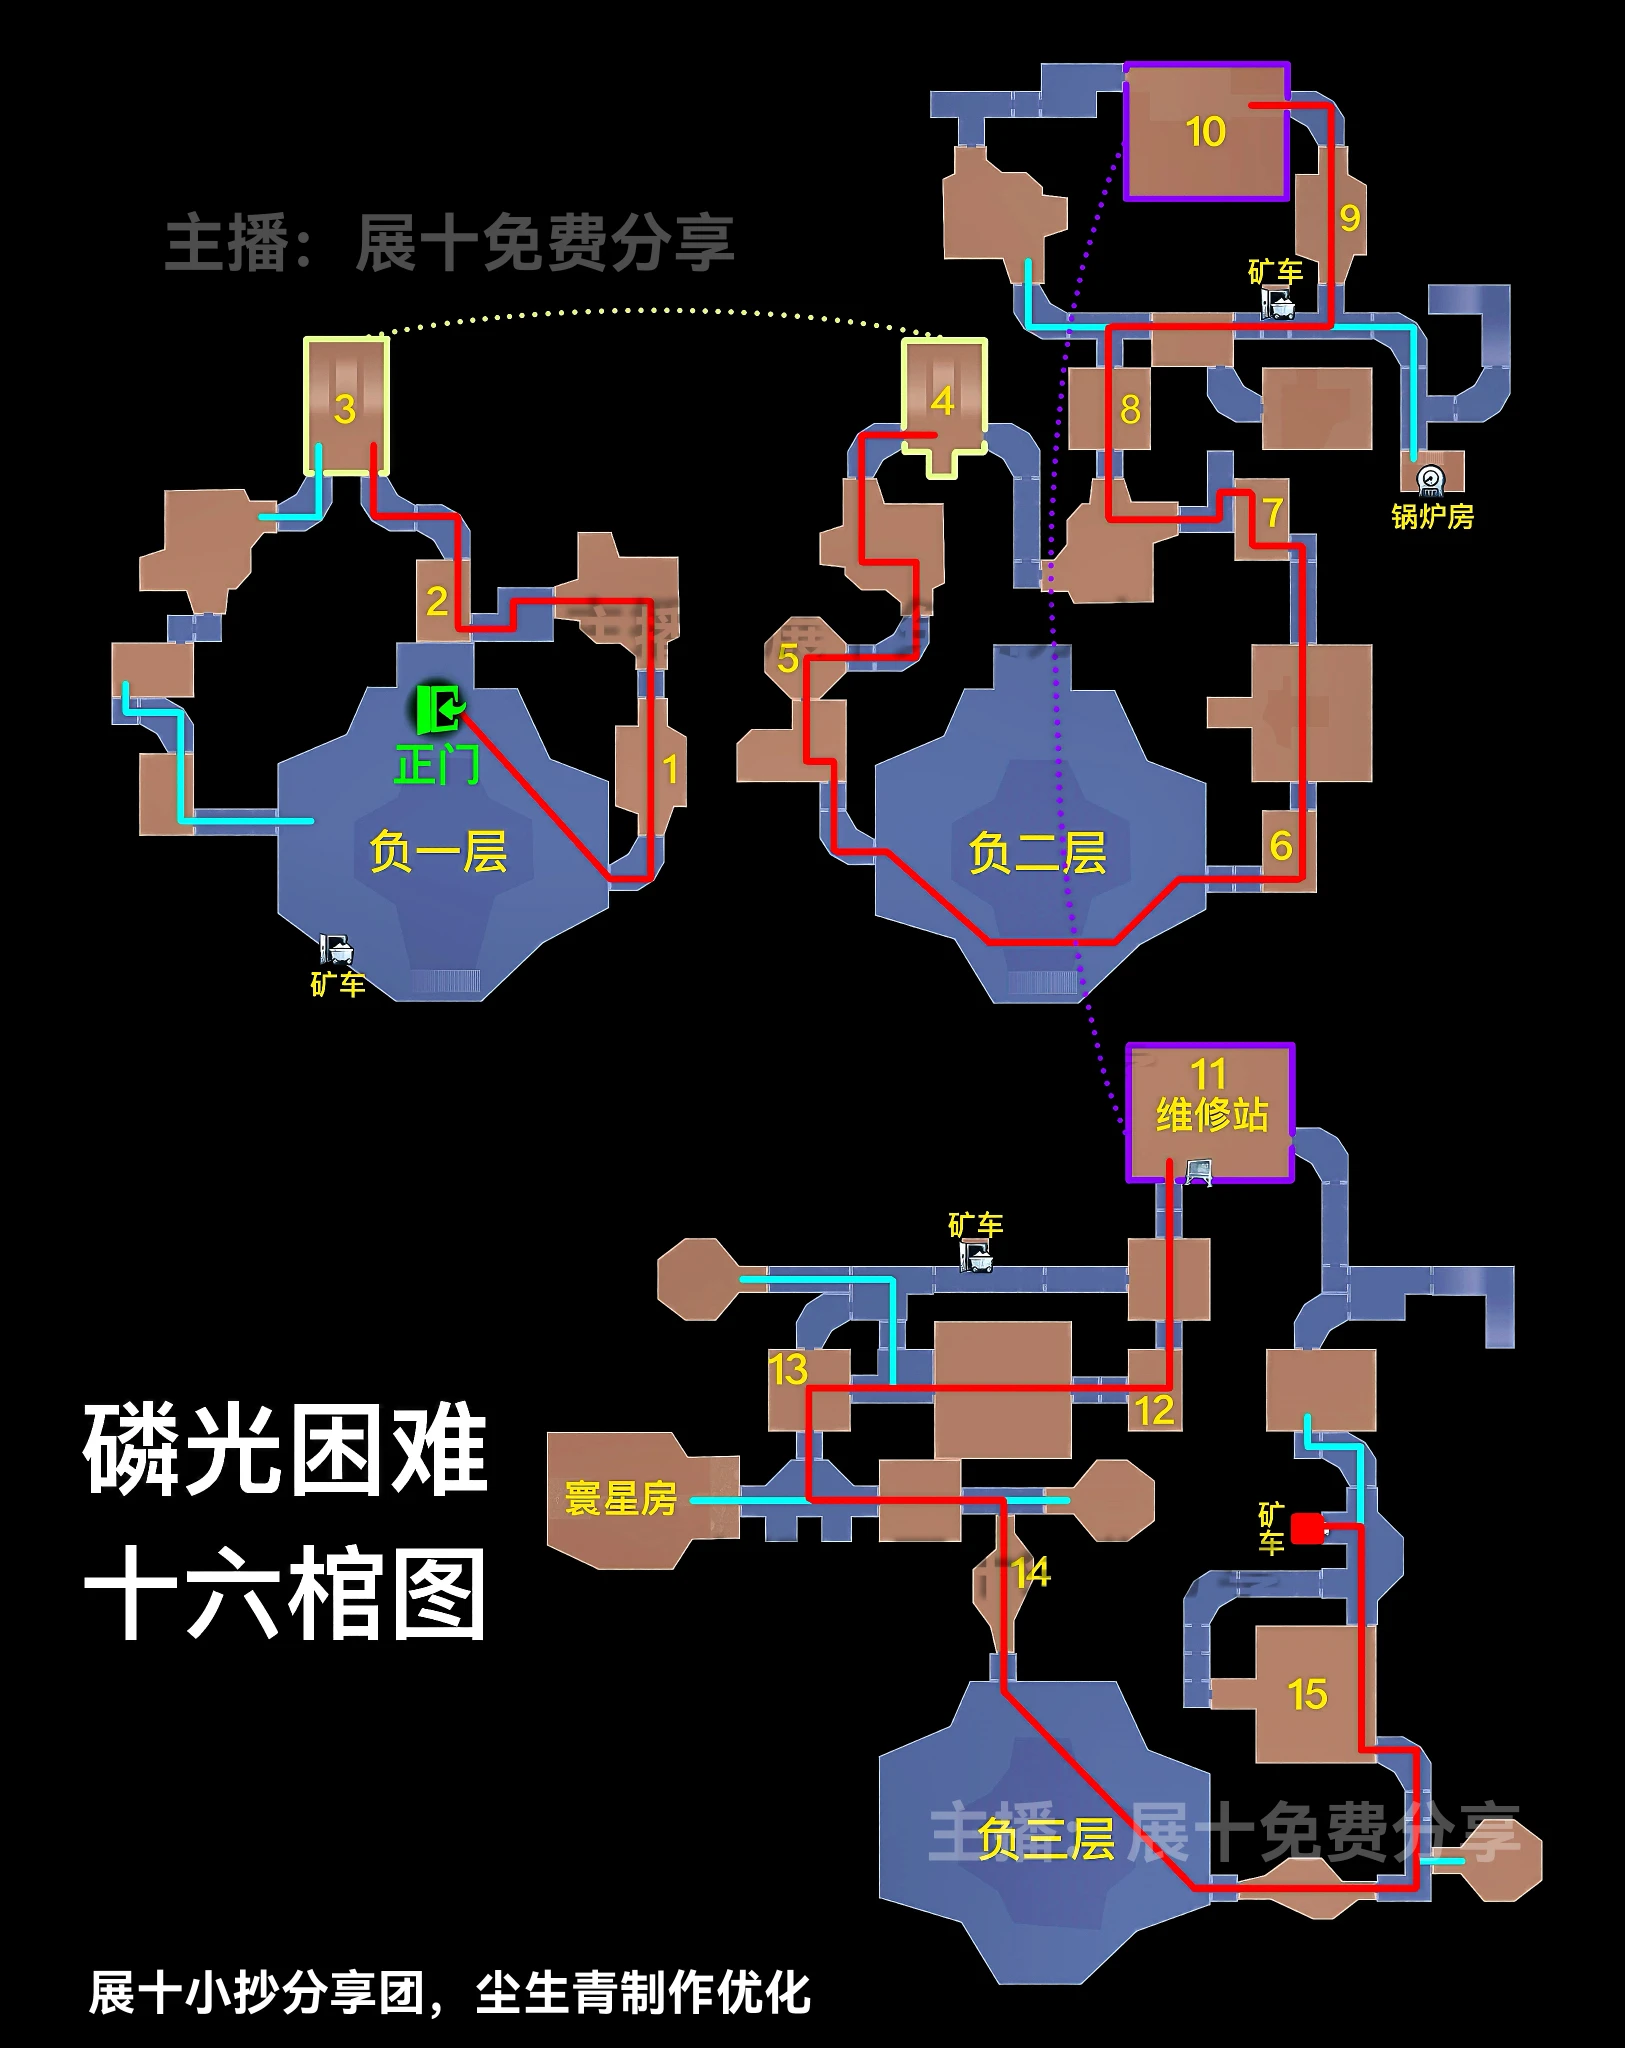 10
主播：展十免费分享
9
矿车
3
4
8
7
锅炉房
2
5
1
正门
6
负一层
负二层
矿车
11
维修站
矿车
13
12
磷光困难
寰星房
矿车
14
十六棺图
15
主播：展十免费分享
负三层
展十小抄分享团，尘生青制作优化